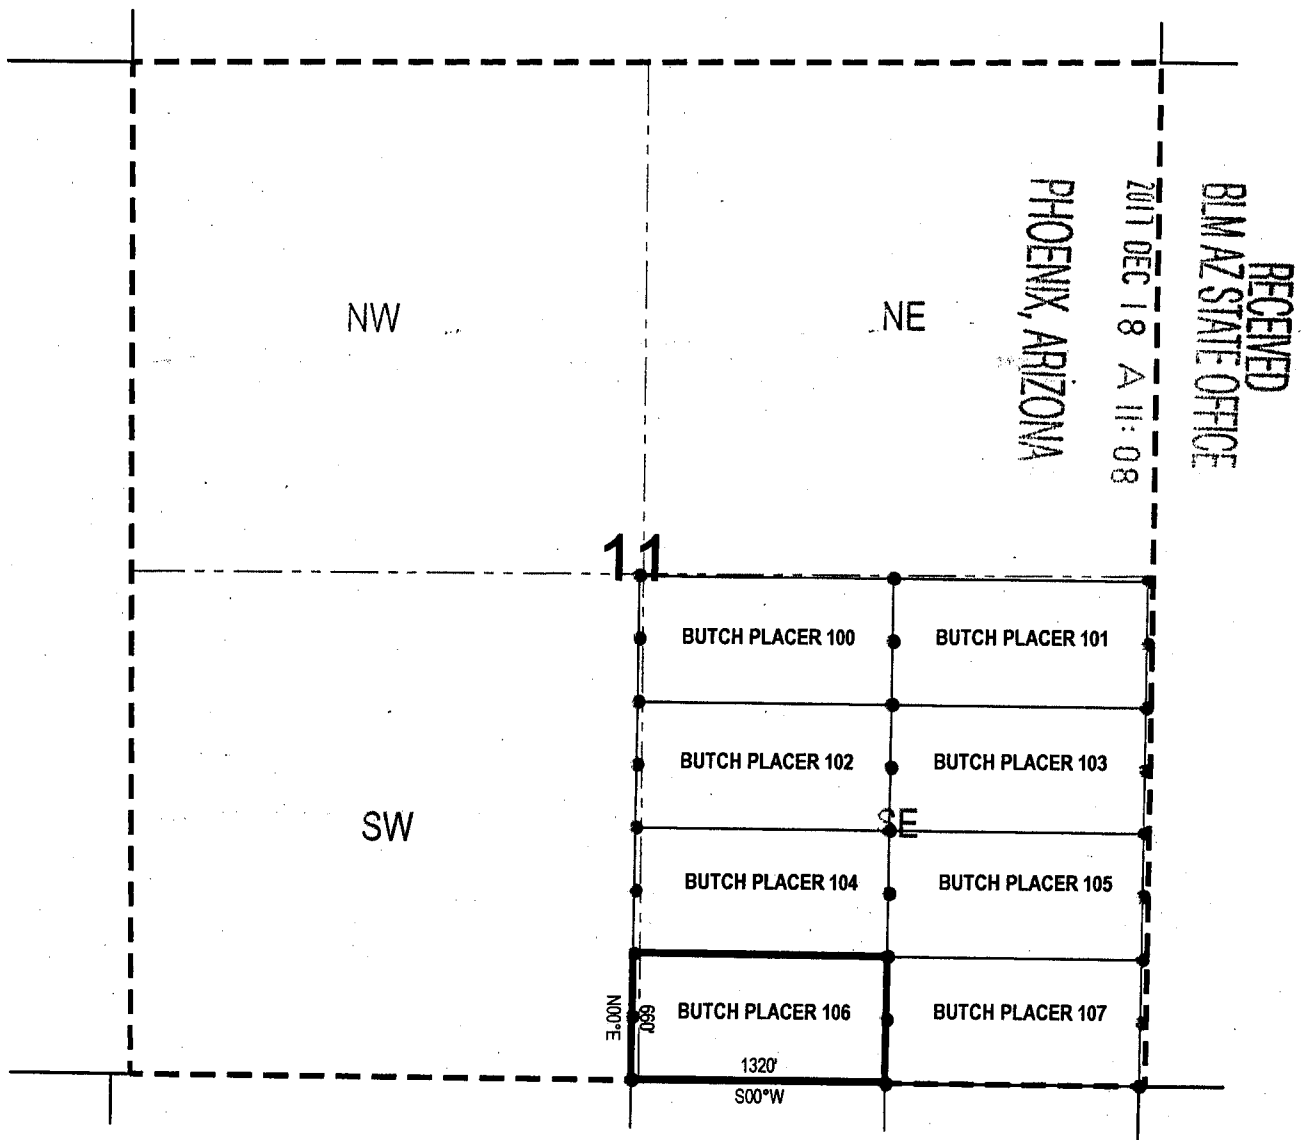 RECEIVED
BLM AZ STATE OFFICE
2017 DEC 18 A 11:08
PHOENIX, ARIZONA
NW
NE
11
BUTCH PLACER 100
BUTCH PLACER 101
BUTCH PLACER 102
BUTCH PLACER 103
SW
SE
BUTCH PLACER 104
BUTCH PLACER 105
N00°E
660'
BUTCH PLACER 106
BUTCH PLACER 107
1320'
S00°W